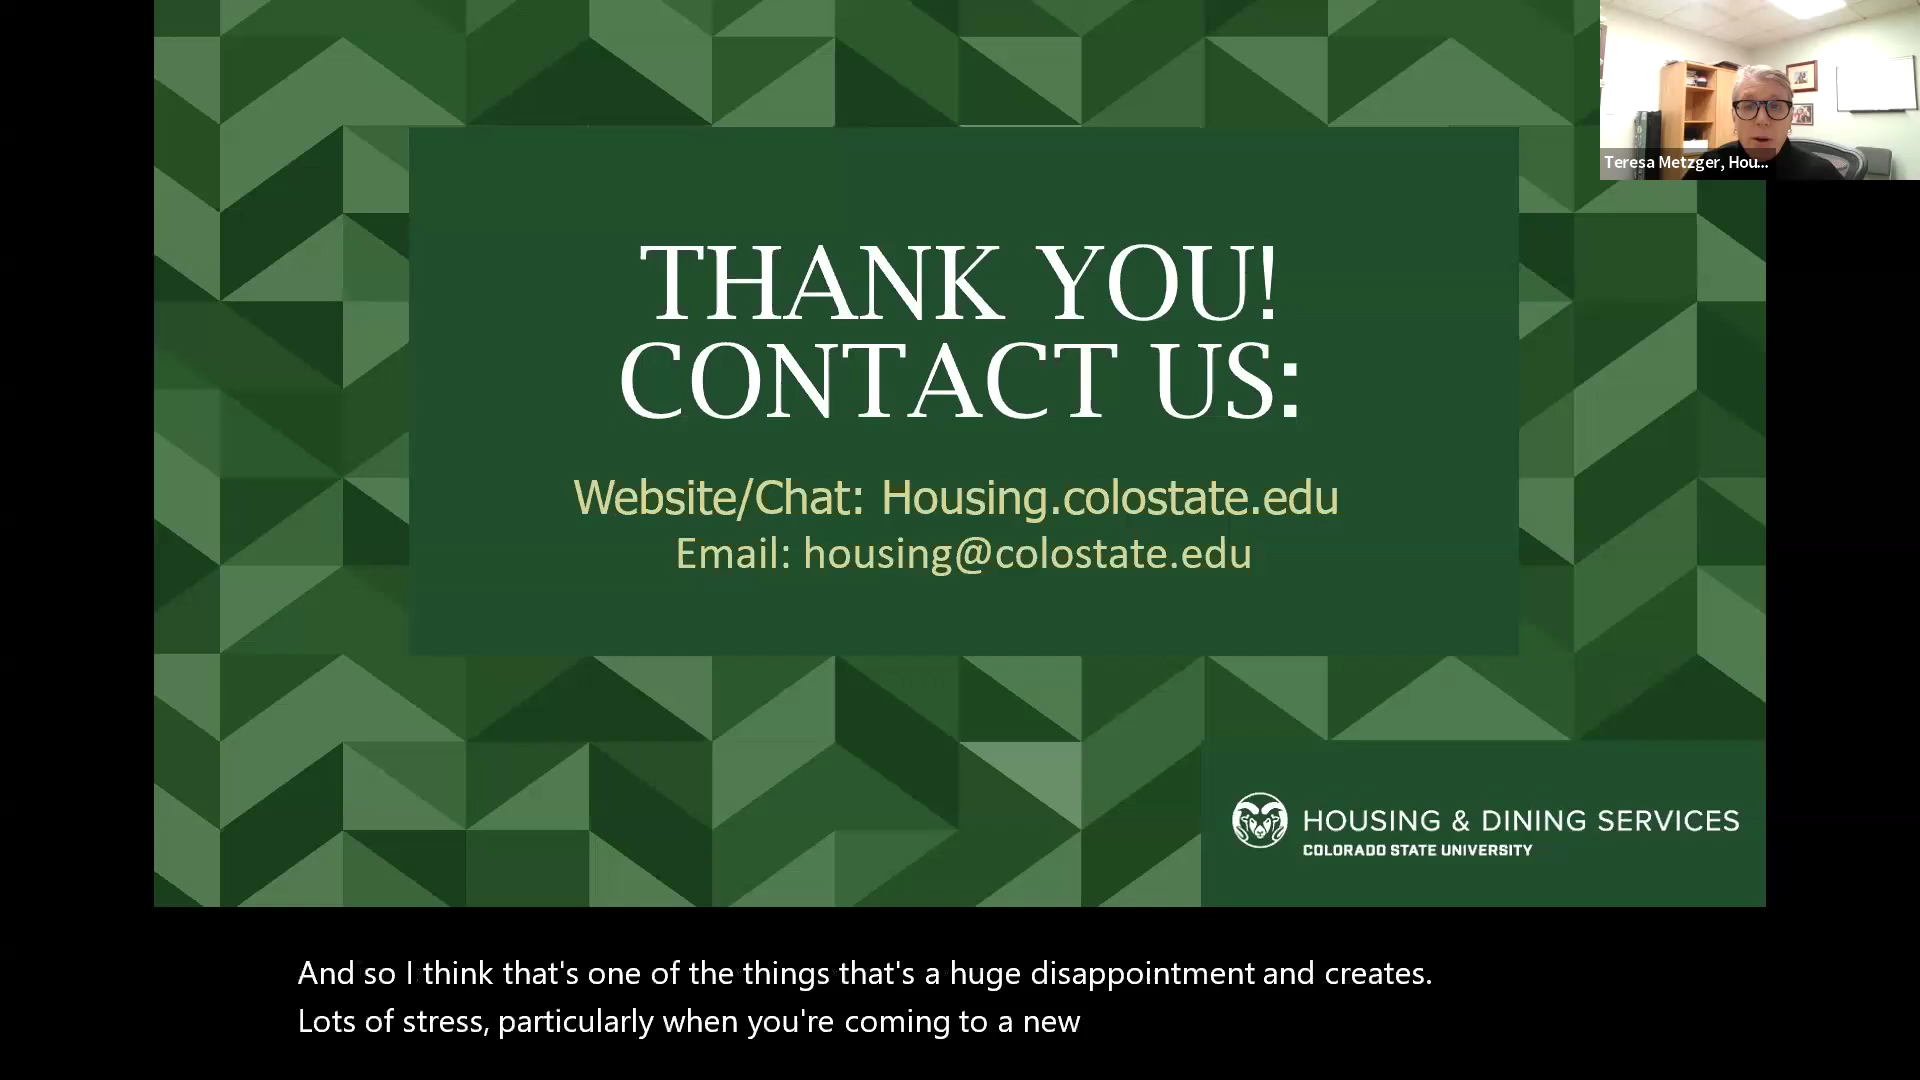 THANK YOU!
CONTACT US:
Website/Chat: Housing.colostate.edu
Email: housing@colostate.edu
Teresa Metzger, Hou...
HOUSING & DINING SERVICES
COLORADO STATE UNIVERSITY
And so I think that's one of the things that's a huge disappointment and creates.
Lots of stress, particularly when you're coming to a new